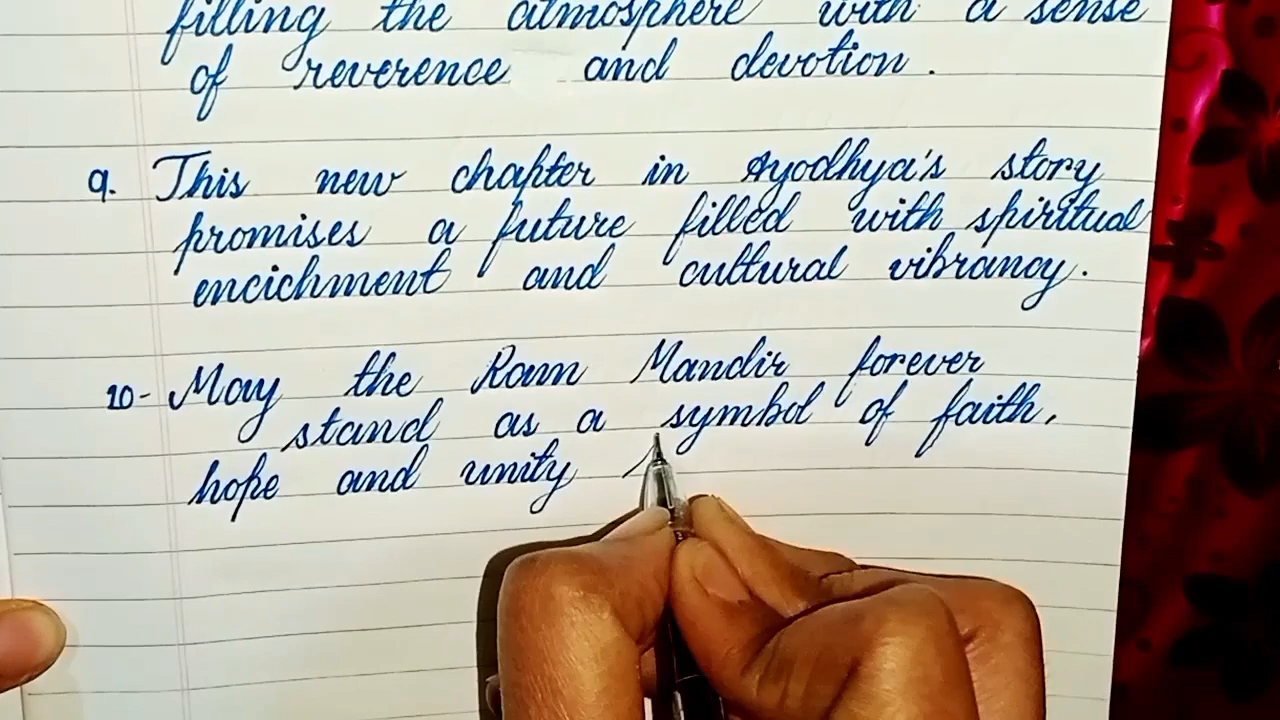 filling the atmosphere with a sense
of reverence and devotion.
9. This new chapter in Ayodhya's story
promises a future filled with spiritual
encichment and cultural vibrancy.
10- May the Ram Mandir forever
stand as a symbol of faith,
hope and unity